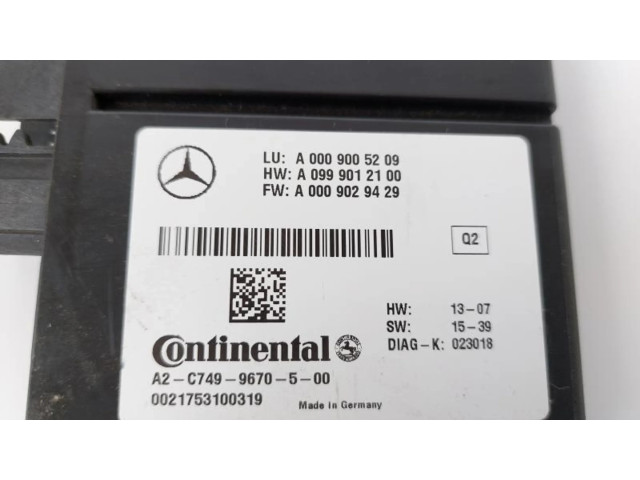 LU: A 000 900 52 09
HW: A 099 901 21 00
FW: A 000 902 94 29
Q2
HW: 13-07
SW: 15-39
DIAG-K: 023018
Continental
A2-C749-9670-5-00
0021753100319
Made in Germany